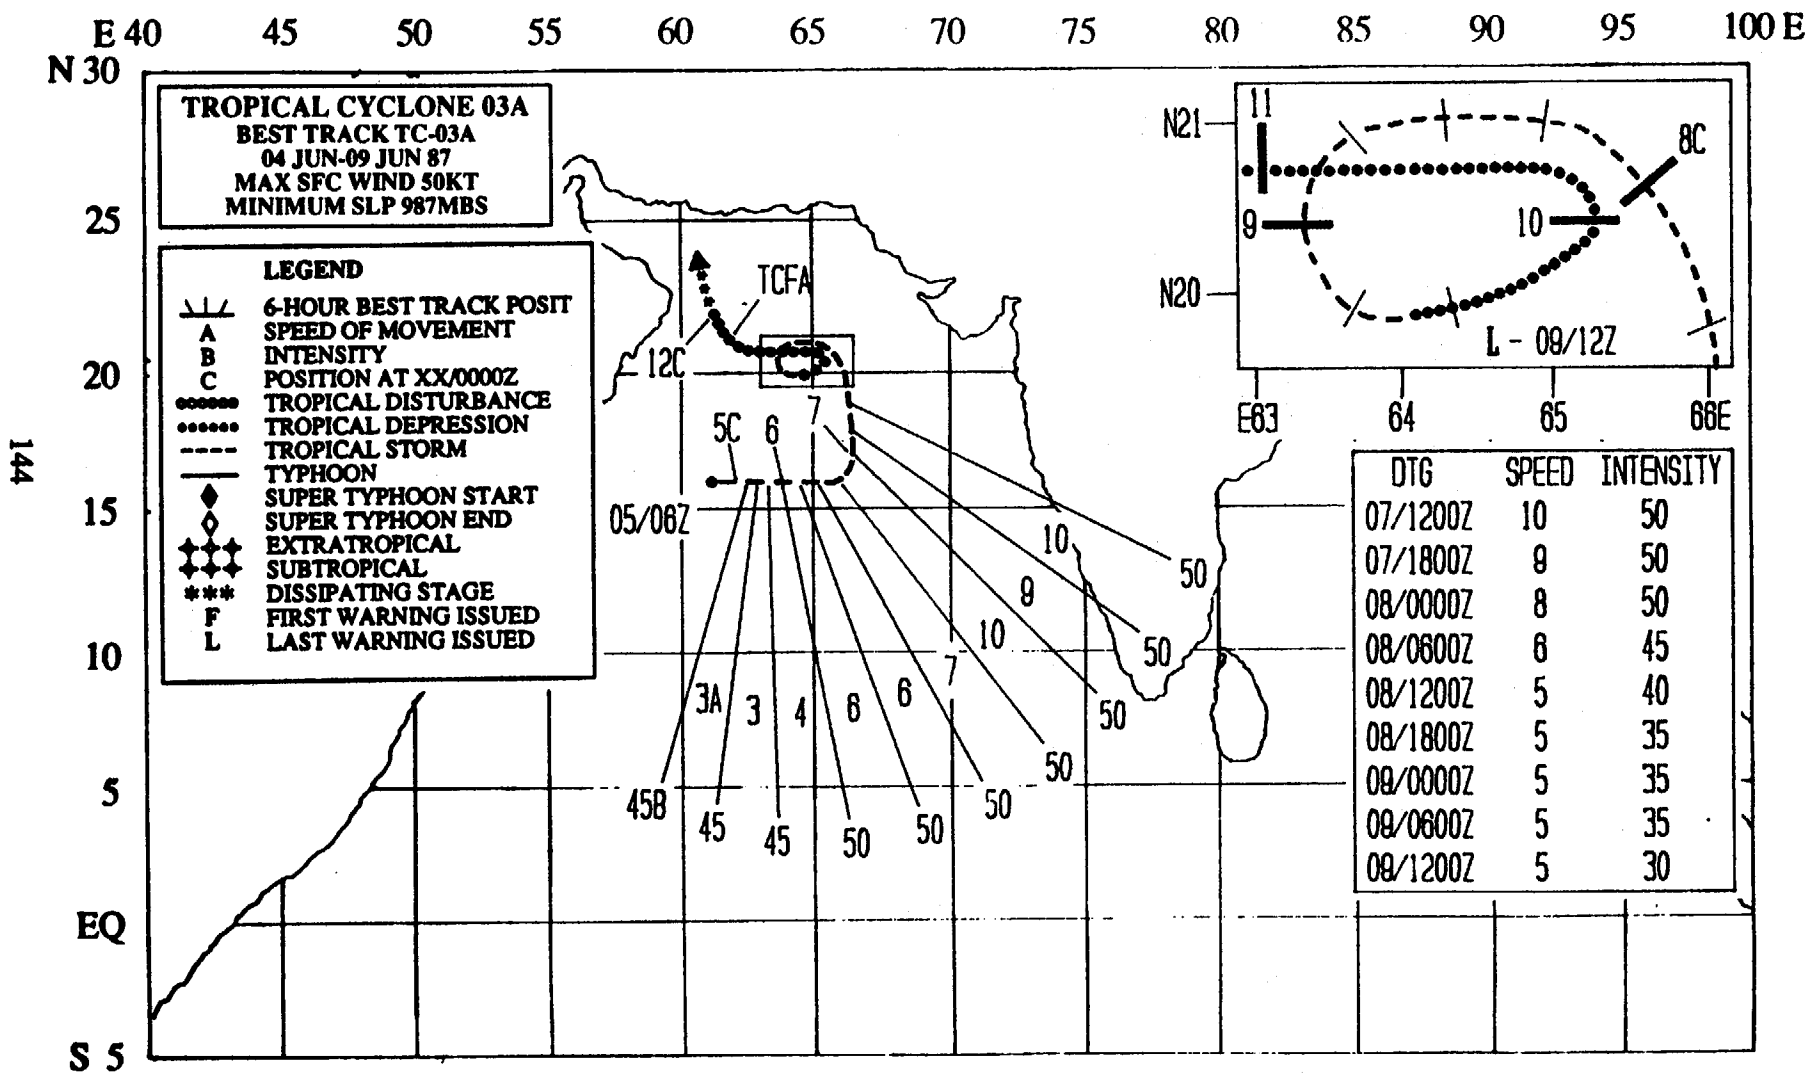 E 40 45 50 55 60 65 70 75 80 85 90 95 100 E
N 30
25
20
15
10
5
EQ
S 5
144
TROPICAL CYCLONE 03A
BEST TRACK TC-03A
04 JUN-09 JUN 87
MAX SFC WIND 50KT
MINIMUM SLP 987MBS
LEGEND
6-HOUR BEST TRACK POSIT
A SPEED OF MOVEMENT
B INTENSITY
C POSITION AT XX/0000Z
TROPICAL DISTURBANCE
TROPICAL DEPRESSION
TROPICAL STORM
TYPHOON
SUPER TYPHOON START
SUPER TYPHOON END
EXTRATROPICAL
SUBTROPICAL
*** DISSIPATING STAGE
F FIRST WARNING ISSUED
L LAST WARNING ISSUED
TCFA
12C
7
5C 6
05/06Z
10 50
9
10 50
7
3A 3 4 6 6 50
50
45B 45 45 50 50 50
11
N21
8C
9 10
N20
L - 09/12Z
E63 64 65 66E
DTG SPEED INTENSITY
07/1200Z 10 50
07/1800Z 9 50
08/0000Z 8 50
08/0600Z 6 45
08/1200Z 5 40
08/1800Z 5 35
09/0000Z 5 35
09/0600Z 5 35
09/1200Z 5 30